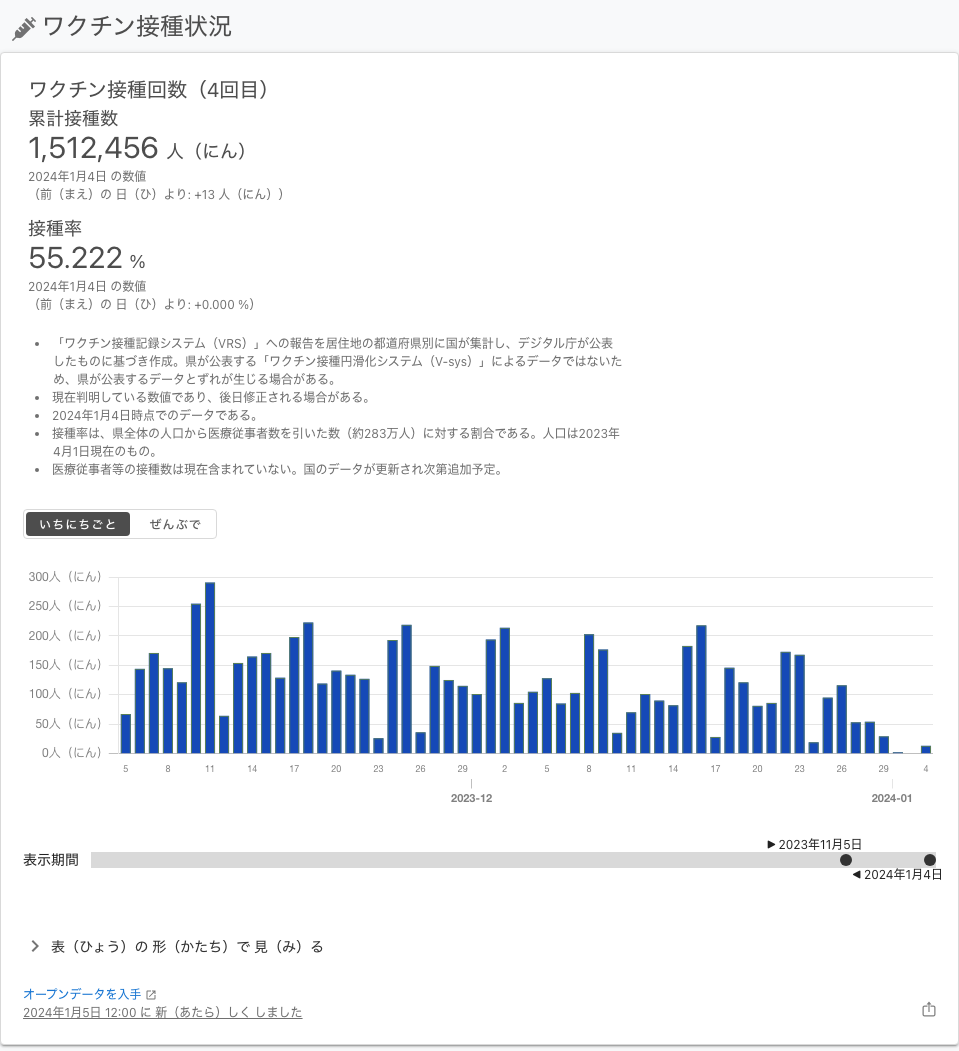 ワクチン接種状況
ワクチン接種回数（4回目）
累計接種数
1,512,456 人（にん）
2024年1月4日 の数値
（前（まえ）の 日（ひ）より: +13 人（にん））
接種率
55.222 %
2024年1月4日 の数値
（前（まえ）の 日（ひ）より: +0.000 %）
• 「ワクチン接種記録システム（VRS）」への報告を居住地の都道府県別に国が集計し、デジタル庁が公表
したものに基づき作成。県が公表する「ワクチン接種円滑化システム（V-sys）」によるデータではないた
め、県が公表するデータとずれが生じる場合がある。
• 現在判明している数値であり、後日修正される場合がある。
• 2024年1月4日時点でのデータである。
• 接種率は、県全体の人口から医療従事者数を引いた数（約283万人）に対する割合である。人口は2023年
4月1日現在のもの。
• 医療従事者等の接種数は現在含まれていない。国のデータが更新され次第追加予定。
いちにちごと ぜんぶで
300人（にん）
250人（にん）
200人（にん）
150人（にん）
100人（にん）
50人（にん）
0人（にん）
5 8 11 14 17 20 23 26 29 2 5 8 11 14 17 20 23 26 29 4
2023-12 2024-01
2023年11月5日
表示期間
2024年1月4日
表（ひょう）の 形（かたち）で 見（み）る
オープンデータを入手
2024年1月5日 12:00 に 新（あたら）しく しました